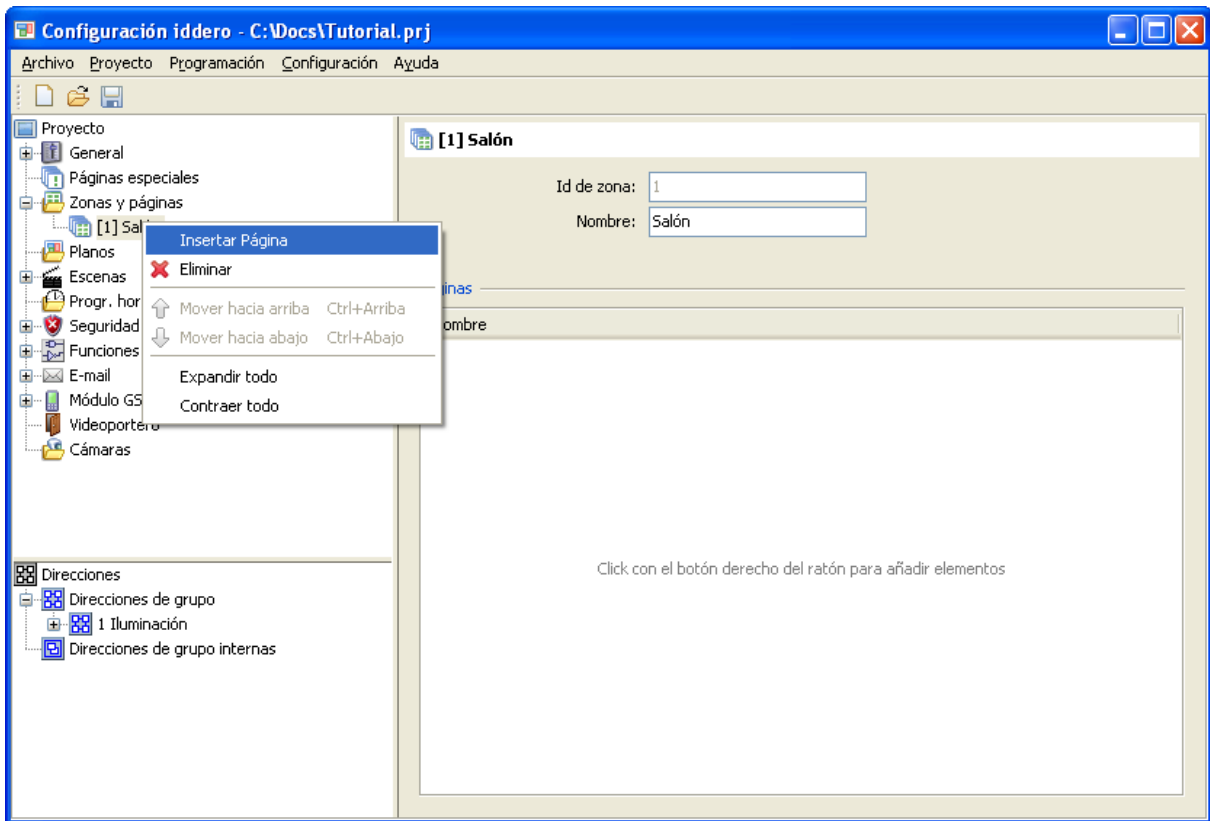 Configuración iddero - C:\Docs\Tutorial.prj
Archivo Proyecto Programación Configuración Ayuda
Proyecto
General
Páginas especiales
Zonas y páginas
[1] Sal
Planos
Escenas
Progr. hor
Seguridad
Funciones
E-mail
Módulo GS
Videoportero
Cámaras
Insertar Página
Eliminar
Mover hacia arriba Ctrl+Arriba
Mover hacia abajo Ctrl+Abajo
Expandir todo
Contraer todo
Direcciones
Direcciones de grupo
1 Iluminación
Direcciones de grupo internas
[1] Salón
Id de zona: 1
Nombre: Salón
inas
ombre
Click con el botón derecho del ratón para añadir elementos